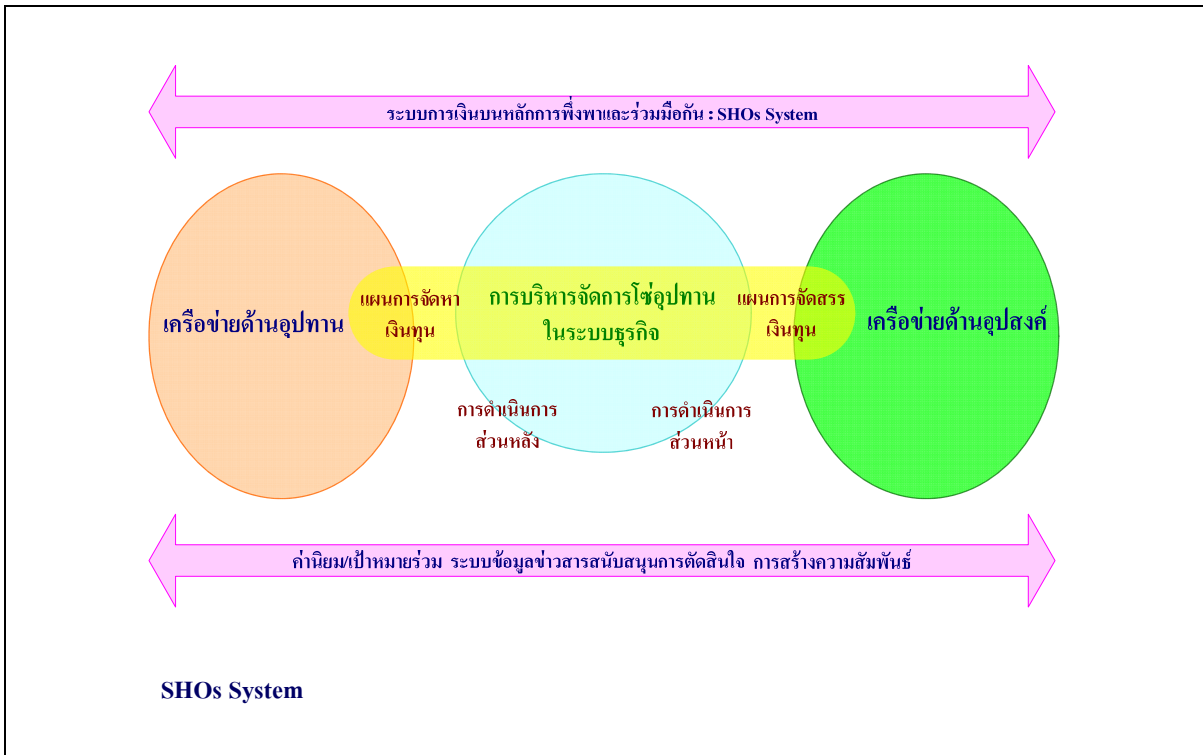 ระบบการเงินบนหลักการพึ่งพาและร่วมมือกัน : SHOs System
เครือข่ายด้านอุปทาน
แผนการจัดหา
เงินทุน
การบริหารจัดการโซ่อุปทาน
ในระบบธุรกิจ
แผนการจัดสรร
เงินทุน
เครือข่ายด้านอุปสงค์
การดำเนินการ
ส่วนหลัง
การดำเนินการ
ส่วนหน้า
ค่านิยม/เป้าหมายร่วม ระบบข้อมูลข่าวสารสนับสนุนการตัดสินใจ การสร้างความสัมพันธ์
SHOs System